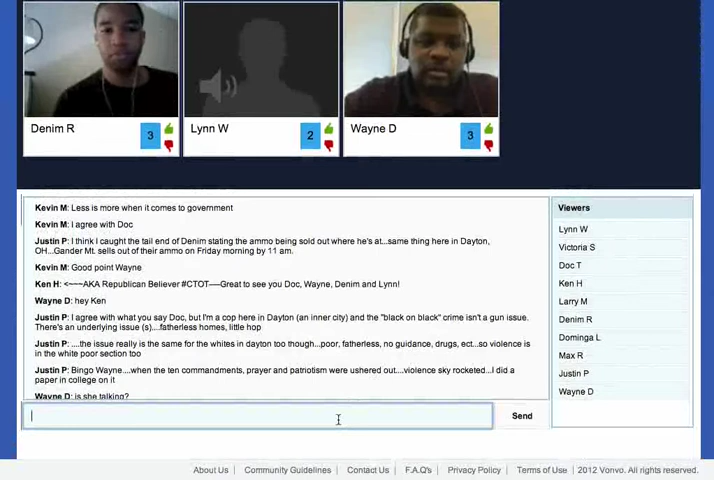 Denim R
3
Lynn W
2
Wayne D
3
Kevin M: Less is more when it comes to government
Kevin M: i agree with Doc
Justin P: I think I caught the tail end of Denim stating the ammo being sold out where he's at...same thing here in Dayton,
OH...Gander Mt. sells out of their ammo on Friday morning by 11 am.
Kevin M: Good point Wayne
Ken H: <~~~AKA Republican Believer #CTOT----Great to see you Doc, Wayne, Denim and Lynn!
Wayne D: hey Ken
Justin P: I agree with what you say Doc, but I'm a cop here in Dayton (an inner city) and the "black on black" crime isn't a gun issue.
There's an underlying issue (s)....fatherless homes, little hop
Justin P: ....the issue really is the same for the whites in dayton too though...poor, fatherless, no guidance, drugs, ect...so violence is
in the white poor section too
Justin P: Bingo Wayne....when the ten commandments, prayer and patriotism were ushered out....violence sky rocketed...I did a
paper in college on it
Wayne D: is she talking?
Send
Viewers
Lynn W
Victoria S
Doc T
Ken H
Larry M
Denim R
Dominga L
Max R
Justin P
Wayne D
About Us | Community Guidelines | Contact Us | F.A.Q's | Privacy Policy | Terms of Use | 2012 Vonvo. All rights reserved.